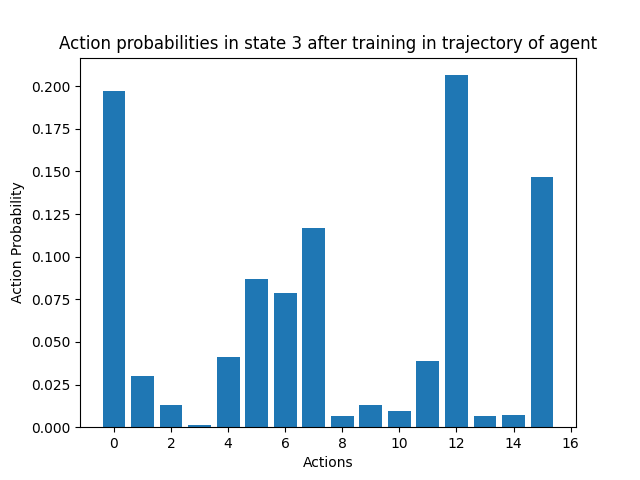 Action probabilities in state 3 after training in trajectory of agent
0.200
0.175
0.150
0.125
0.100
0.075
0.050
0.025
0.000
Action Probability
0 2 4 6 8 10 12 14 16
Actions